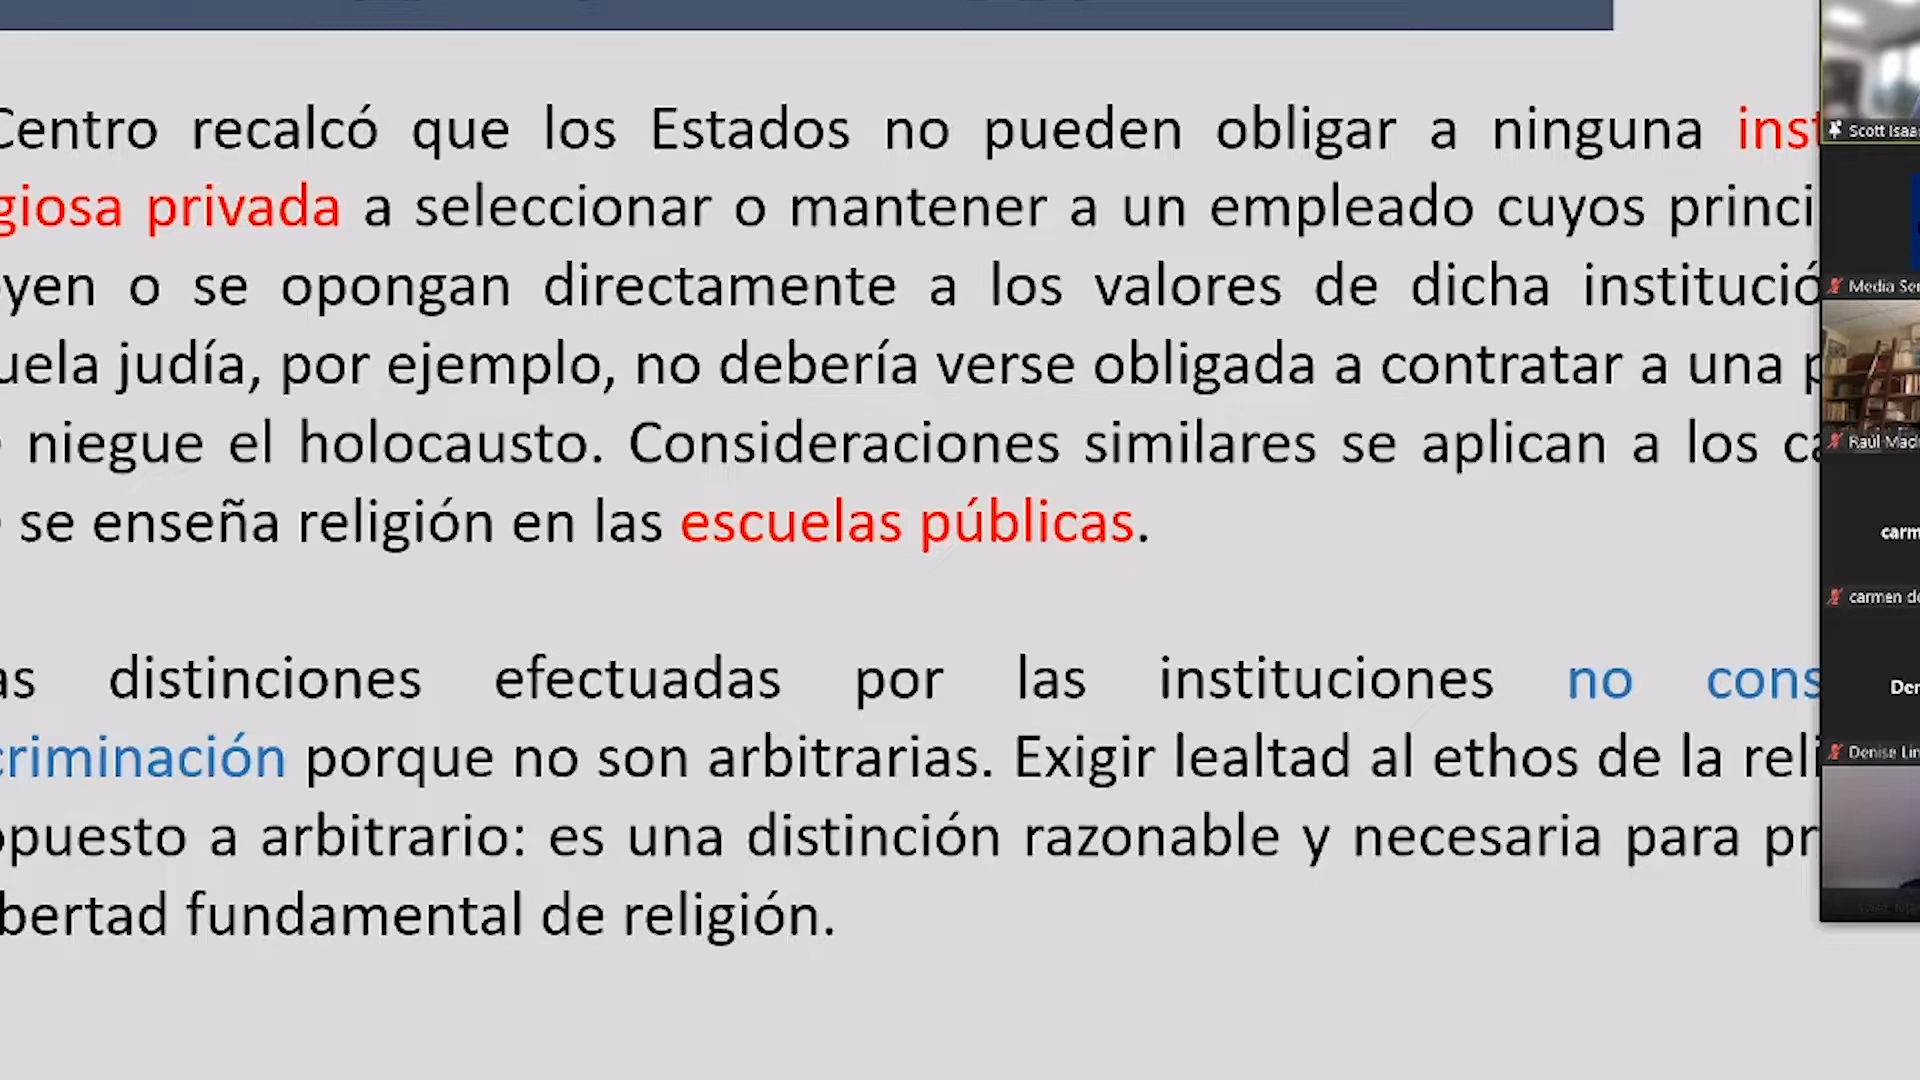 Centro recalcó que los Estados no pueden obligar a ninguna inst
giosa privada a seleccionar o mantener a un empleado cuyos princi
yen o se opongan directamente a los valores de dicha institució
uela judía, por ejemplo, no debería verse obligada a contratar a una p
niegue el holocausto. Consideraciones similares se aplican a los ca
se enseña religión en las escuelas públicas.
as distinciones efectuadas por las instituciones no cons
criminación porque no son arbitrarias. Exigir lealtad al ethos de la reli
opuesto a arbitrario: es una distinción razonable y necesaria para pr
bertad fundamental de religión.
Scott Isaa
Media Ser
Raúl Mad
carm
carmen de
Der
Denise Lin